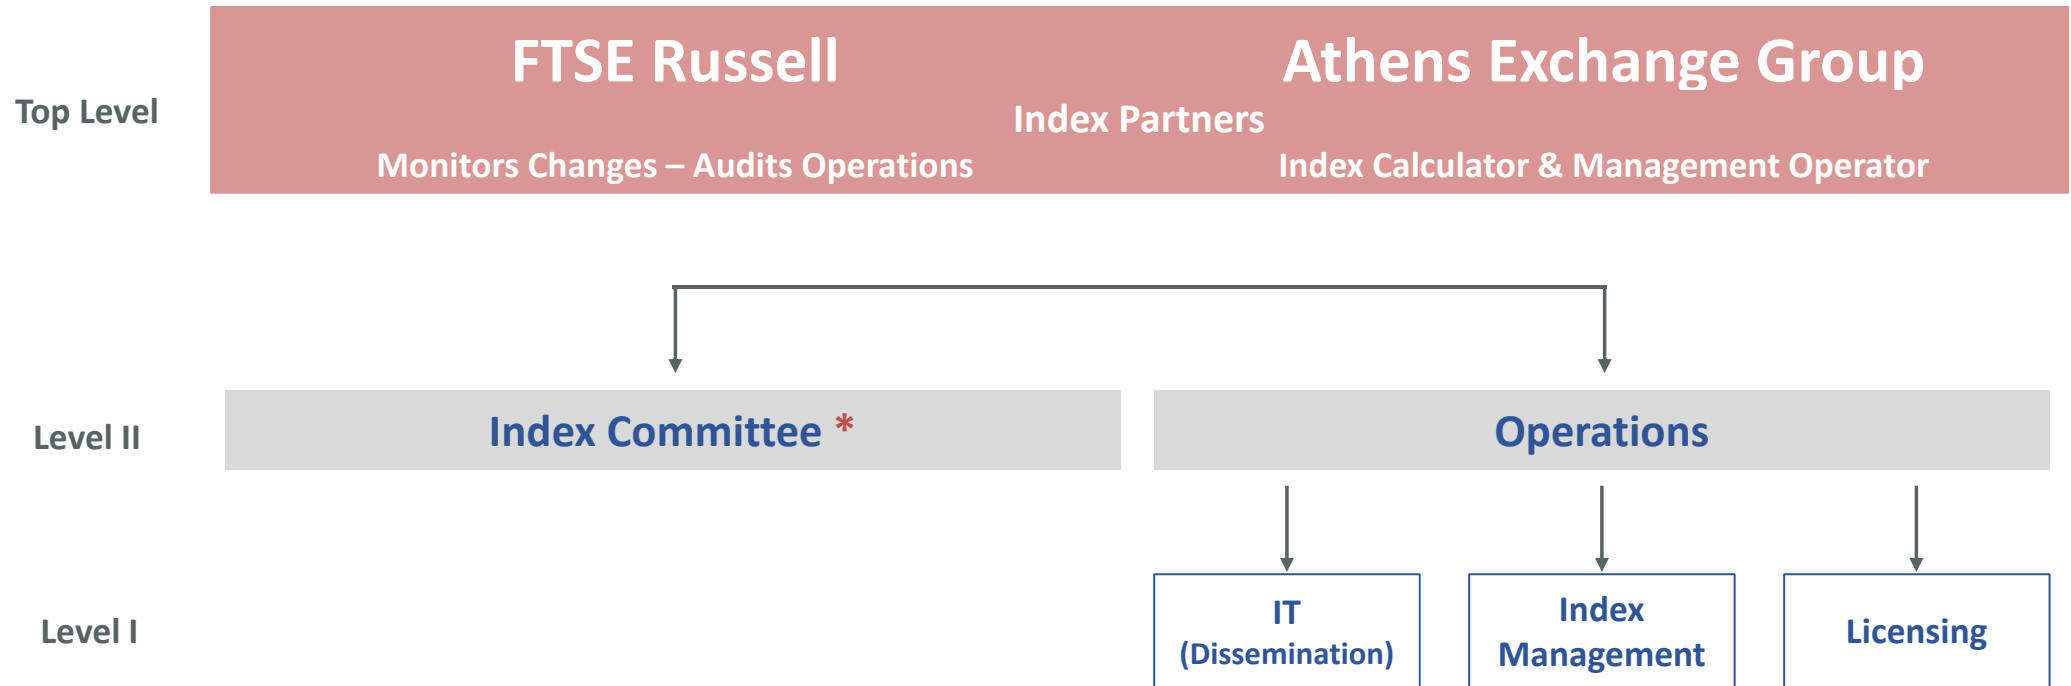 FTSE Russell
Athens Exchange Group
Top Level
Index Partners
Monitors Changes – Audits Operations
Index Calculator & Management Operator
Level II
Index Committee *
Operations
Level I
IT
(Dissemination)
Index
Management
Licensing